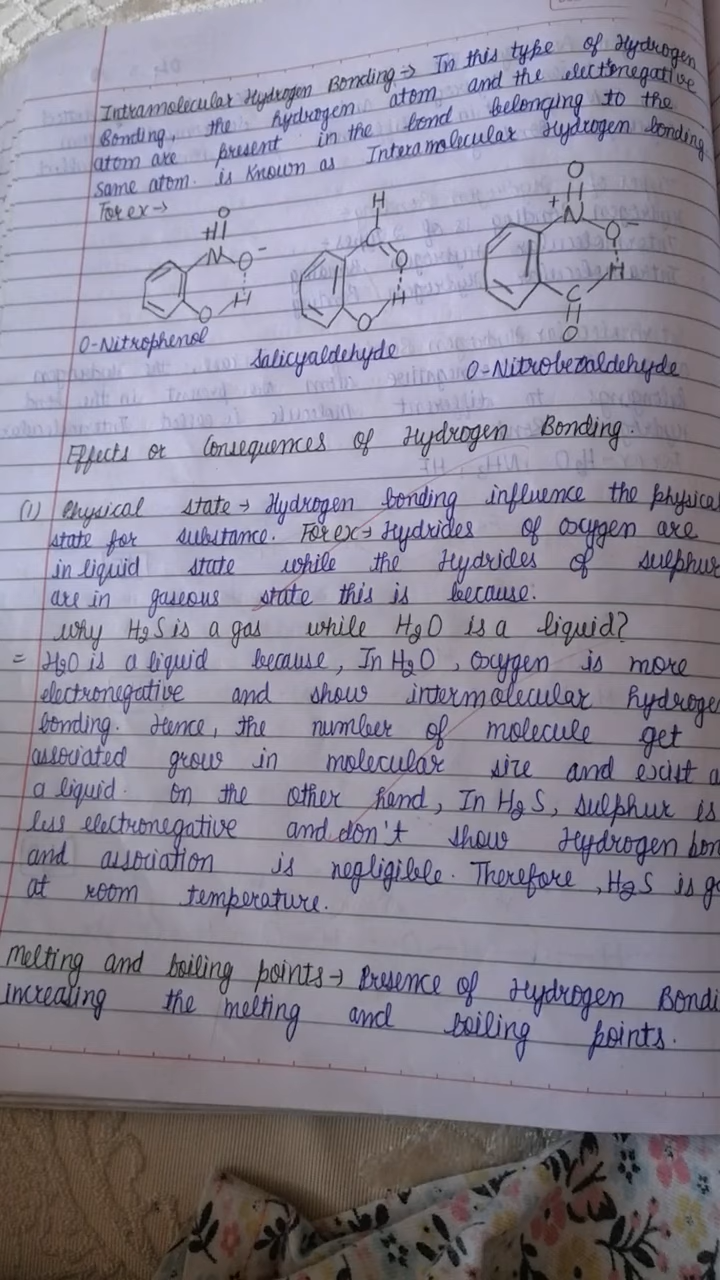 Intramolecular Hydrogen Bonding → In this type of Hydrogen
Bonding, the hydrogen atom and the electonegative
atom are present in the bond belonging to the
same atom. is known as Interamolecular Hydrogen bonding
For ex →
O
+
N
O
-
O
H
H
C
O
H
O
O
+
N
O
-
H
C
O
O-Nitrophenol
Salicyaldehyde
O-Nitrobezaldehyde
Effects or Consequences of Hydrogen Bonding.
(1) Physical state → Hydrogen bonding influence the physical
state for substance. For ex → Hydrides of oxygen are
in liquid state while the Hydrides of sulphur
are in gaseous state this is because:
Why H2S is a gas while H2O is a liquid?
= H2O is a liquid because, In H2O, oxygen is more
electronegative and show intermolecular hydroge
bonding. Hence, the number of molecule get
associated grow in molecular size and exist a
a liquid. On the other hand, In H2S, sulphur is
less electronegative and don't show Hydrogen bon
and association is negligible. Therefore, H2S is ga
at room temperature.
Melting and boiling points → Presence of Hydrogen Bondi
increasing the melting and boiling points.